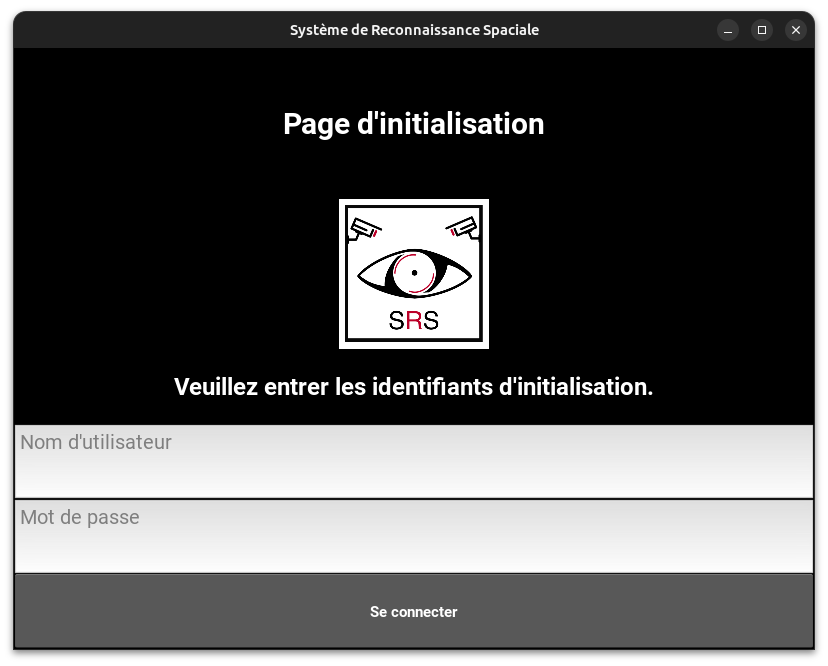 Système de Reconnaissance Spaciale
Page d'initialisation
SRS
Veuillez entrer les identifiants d'initialisation.
Nom d'utilisateur
Mot de passe
Se connecter